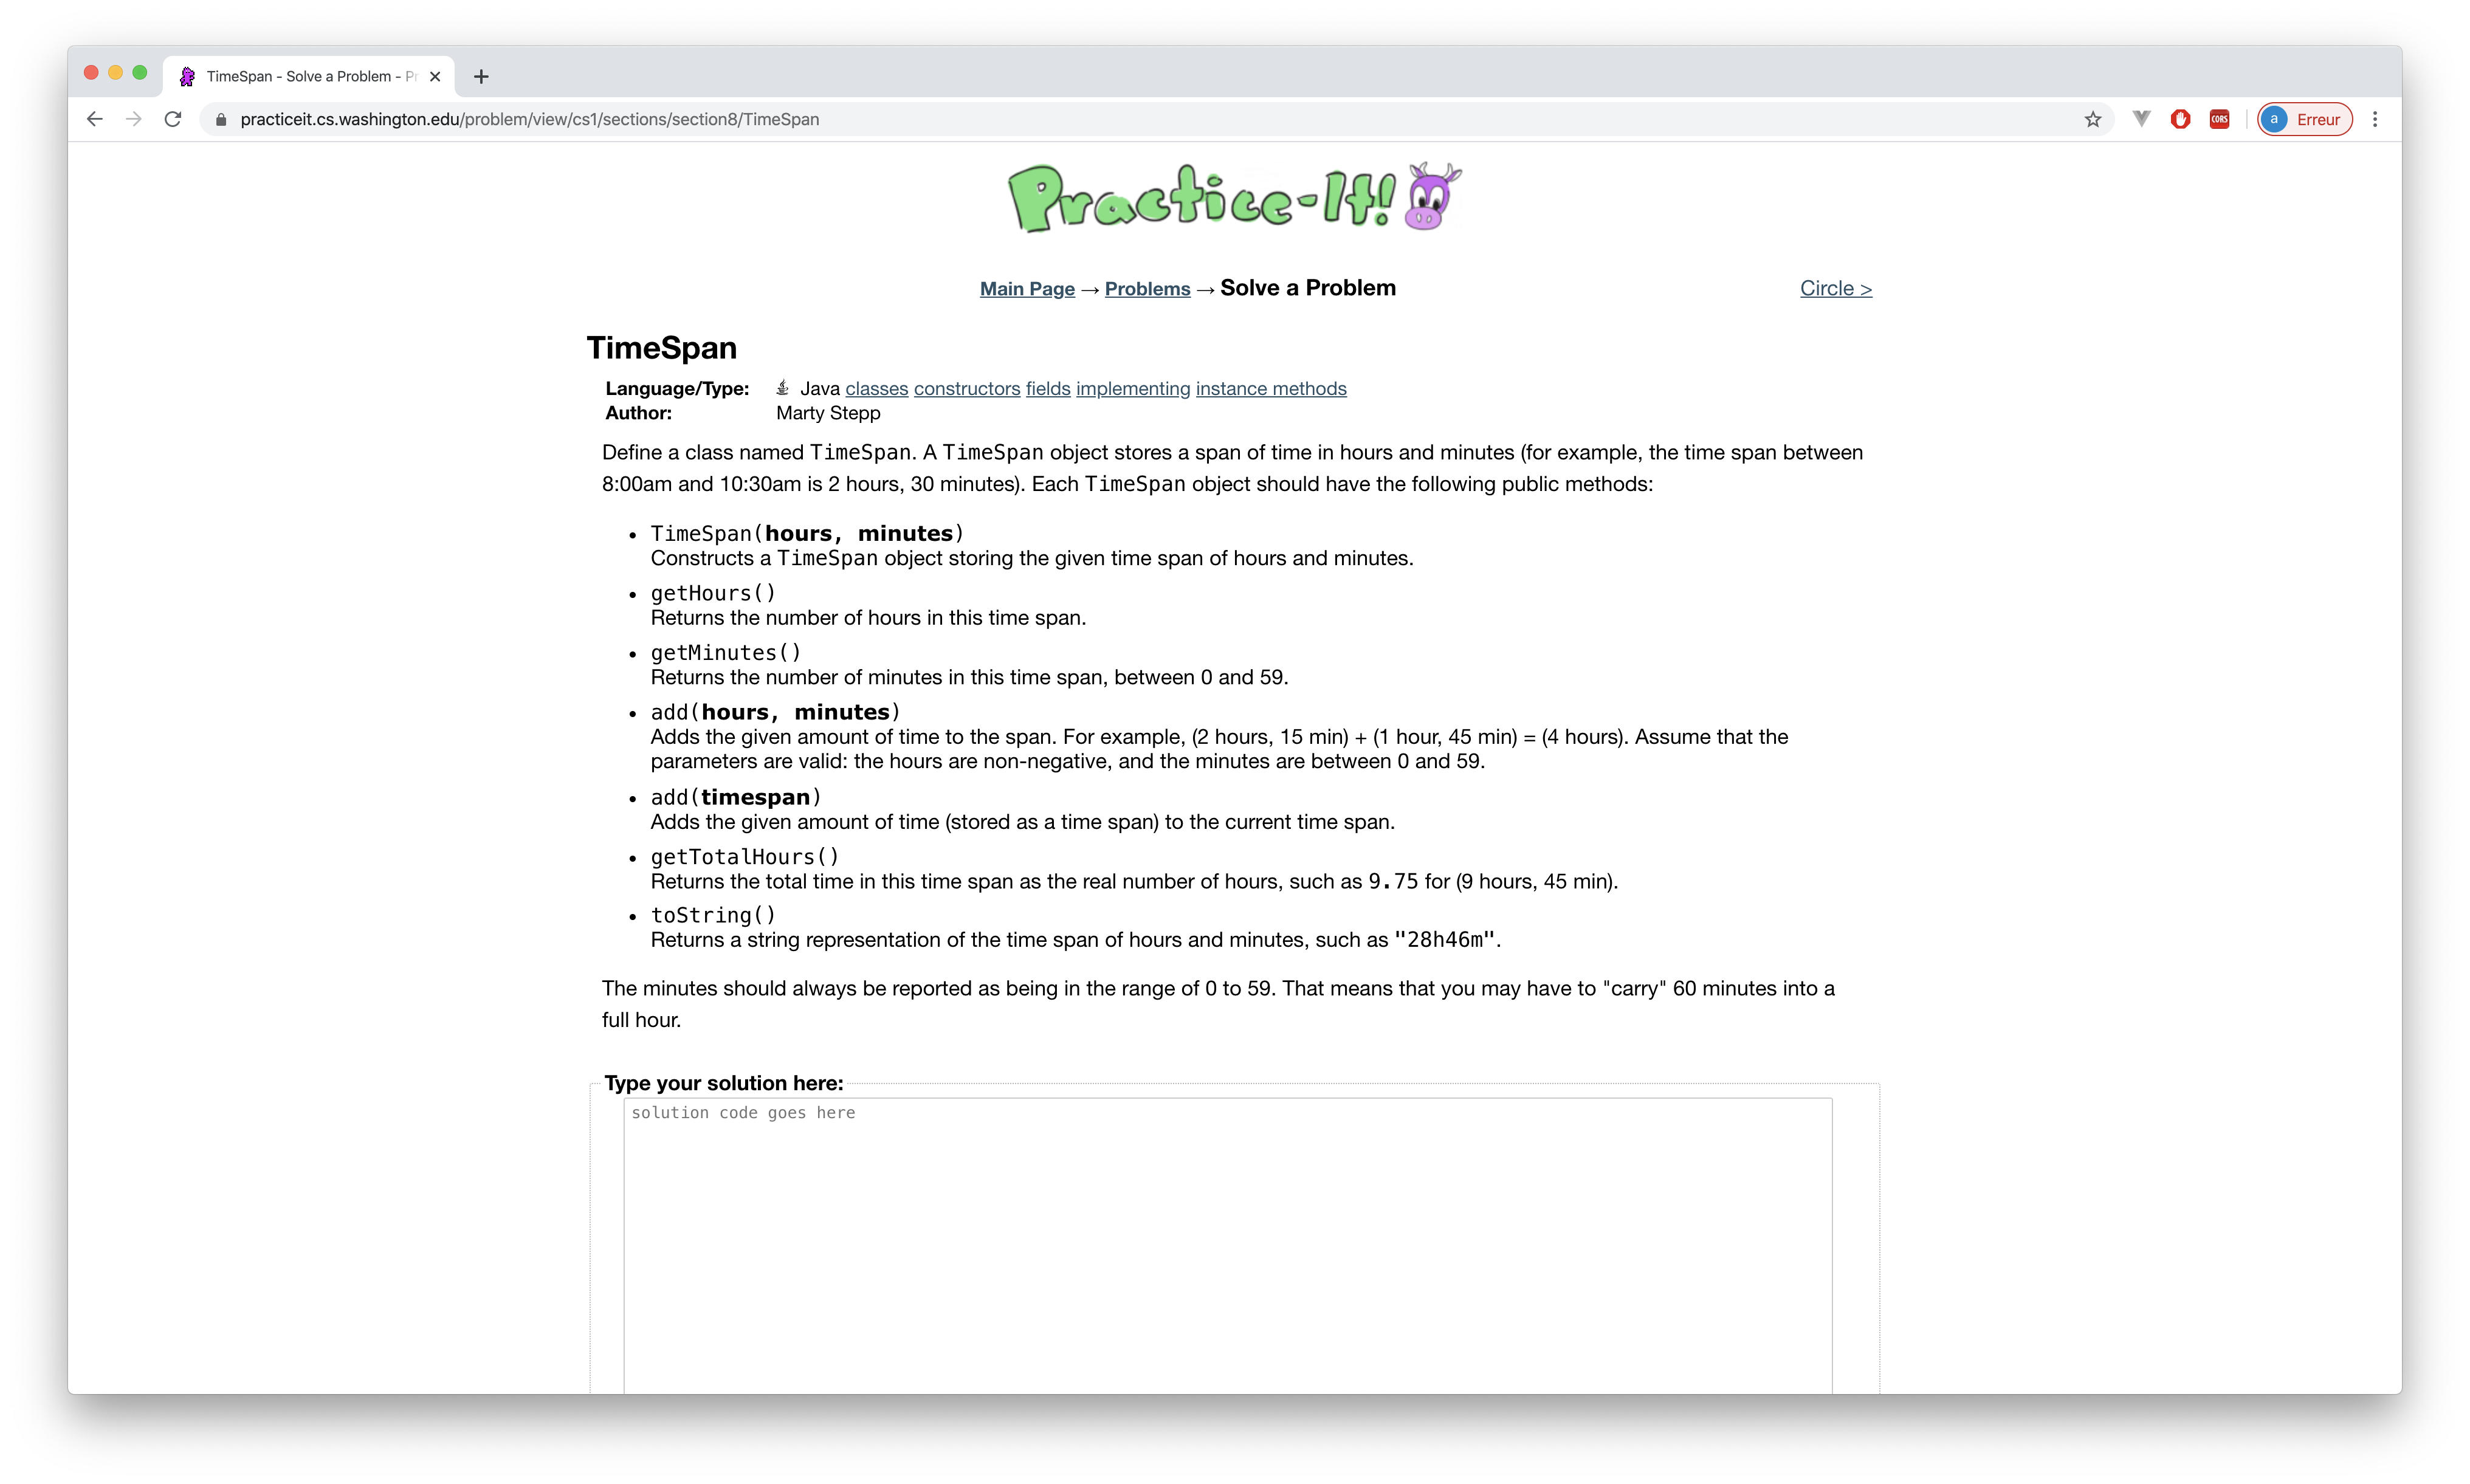 TimeSpan - Solve a Problem - Pr
practiceit.cs.washington.edu/problem/view/cs1/sections/section8/TimeSpan
CORS
a
Erreur
Practice-It!
Main Page → Problems → Solve a Problem
Circle >
TimeSpan
Language/Type: Java classes constructors fields implementing instance methods
Author: Marty Stepp
Define a class named TimeSpan. A TimeSpan object stores a span of time in hours and minutes (for example, the time span between
8:00am and 10:30am is 2 hours, 30 minutes). Each TimeSpan object should have the following public methods:
• TimeSpan(hours, minutes)
Constructs a TimeSpan object storing the given time span of hours and minutes.
• getHours()
Returns the number of hours in this time span.
• getMinutes()
Returns the number of minutes in this time span, between 0 and 59.
• add(hours, minutes)
Adds the given amount of time to the span. For example, (2 hours, 15 min) + (1 hour, 45 min) = (4 hours). Assume that the
parameters are valid: the hours are non-negative, and the minutes are between 0 and 59.
• add(timespan)
Adds the given amount of time (stored as a time span) to the current time span.
• getTotalHours()
Returns the total time in this time span as the real number of hours, such as 9.75 for (9 hours, 45 min).
• toString()
Returns a string representation of the time span of hours and minutes, such as "28h46m".
The minutes should always be reported as being in the range of 0 to 59. That means that you may have to "carry" 60 minutes into a
full hour.
Type your solution here:
solution code goes here